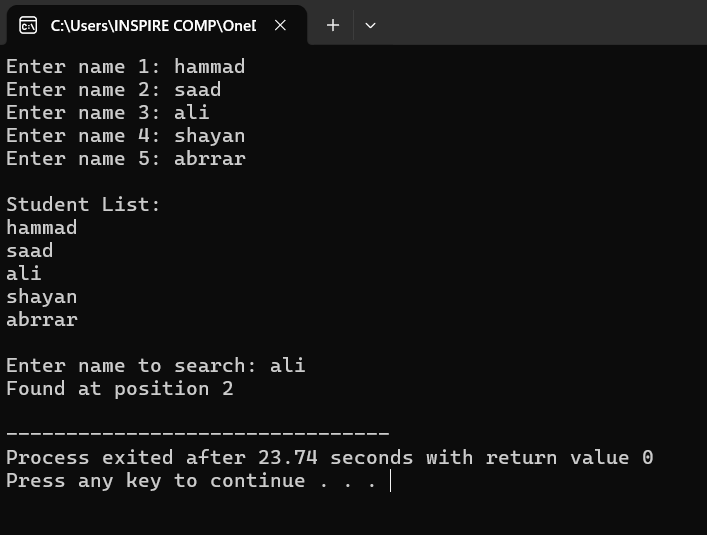 C:\Users\INSPIRE COMP\OneD
Enter name 1: hammad
Enter name 2: saad
Enter name 3: ali
Enter name 4: shayan
Enter name 5: abrrar
Student List:
hammad
saad
ali
shayan
abrrar
Enter name to search: ali
Found at position 2
--------------------------------
Process exited after 23.74 seconds with return value 0
Press any key to continue . . .